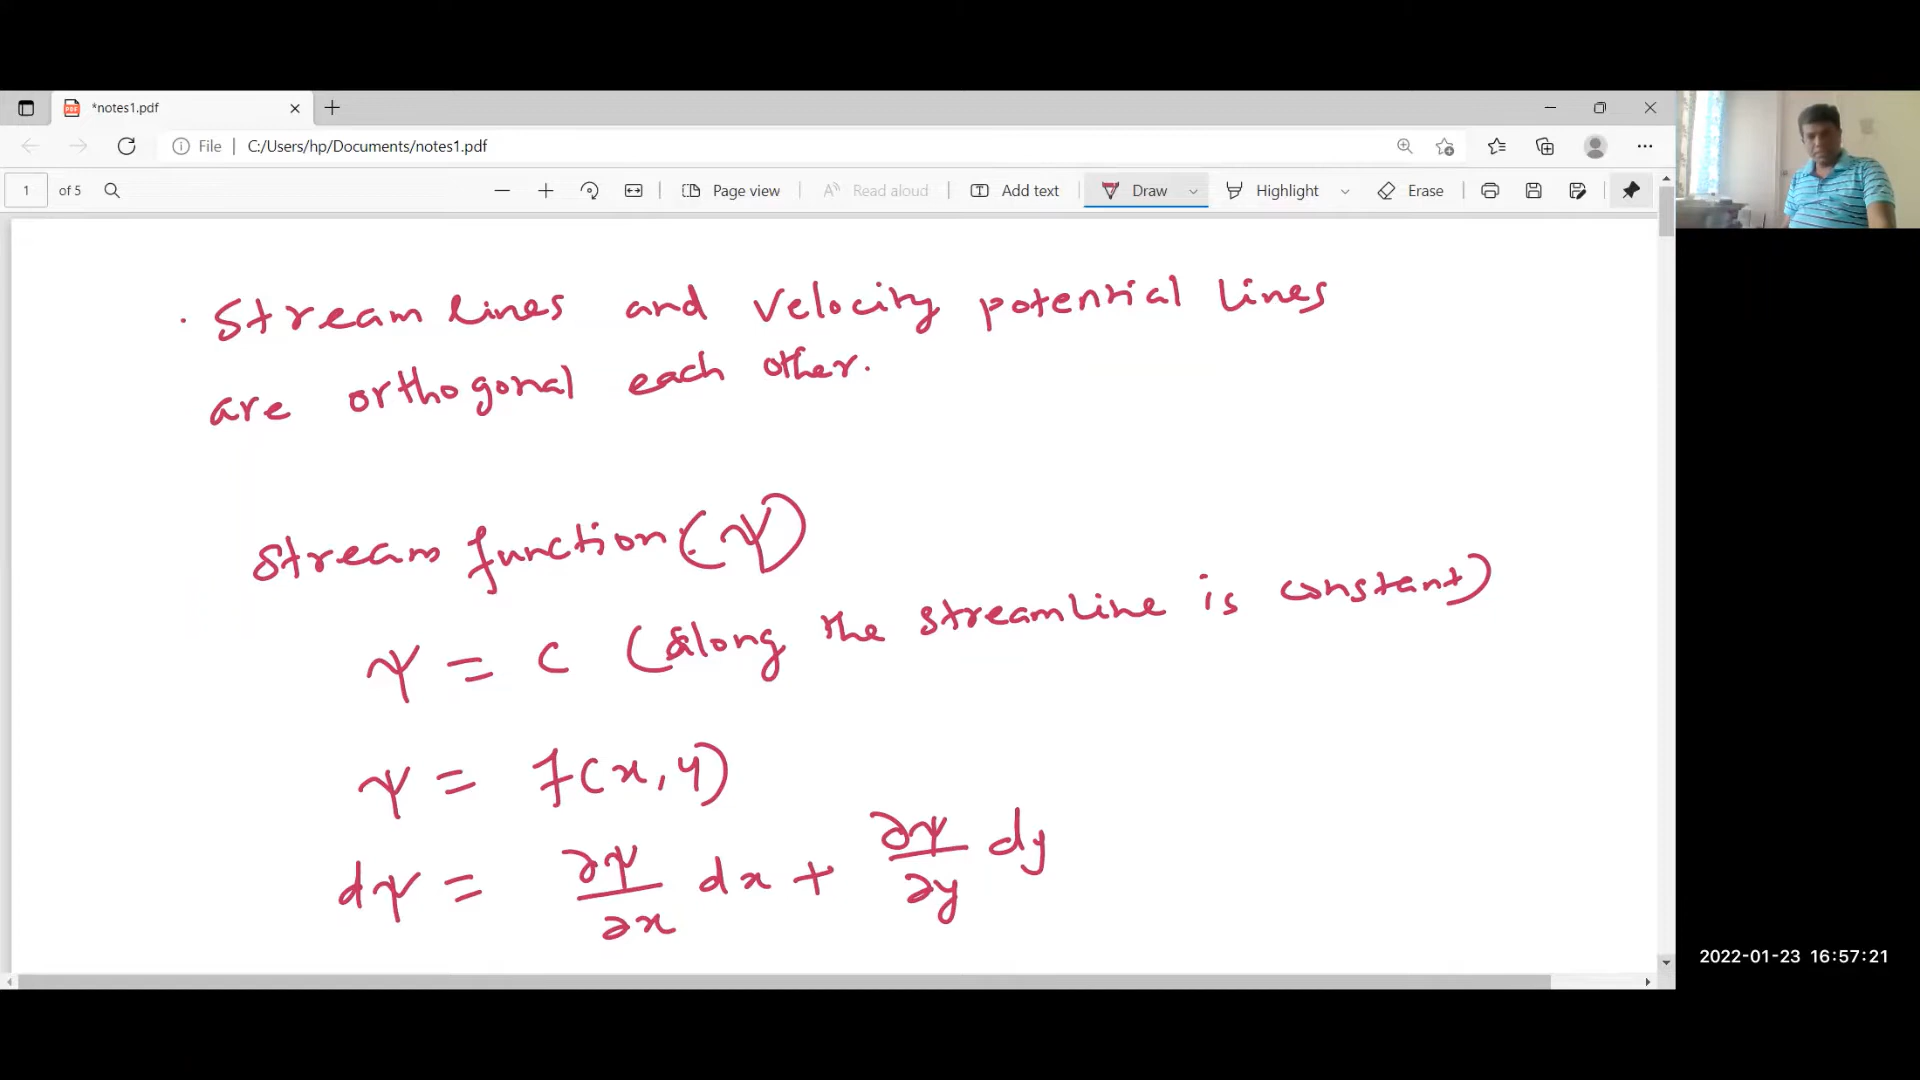 *notes1.pdf
File C:/Users/hp/Documents/notes1.pdf
1 of 5 Page view Read aloud Add text Draw Highlight Erase
. Stream lines and velocity potential lines
are orthogonal each other.
Stream function (ψ)
ψ = c (along the streamline is constant)
ψ = f(x,y)
dψ = ∂ψ/∂x dx + ∂ψ/∂y dy
2022-01-23 16:57:21